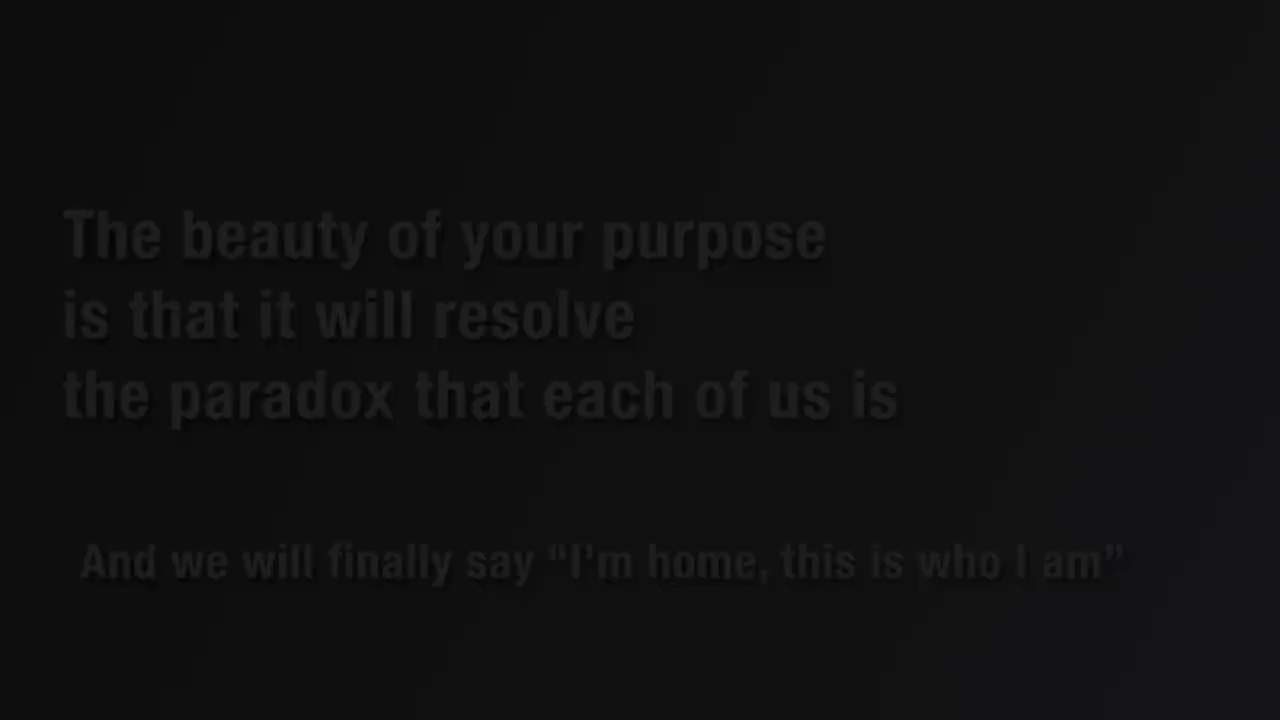 The beauty of your purpose
is that it will resolve
the paradox that each of us is
And we will finally say “I’m home, this is who I am”